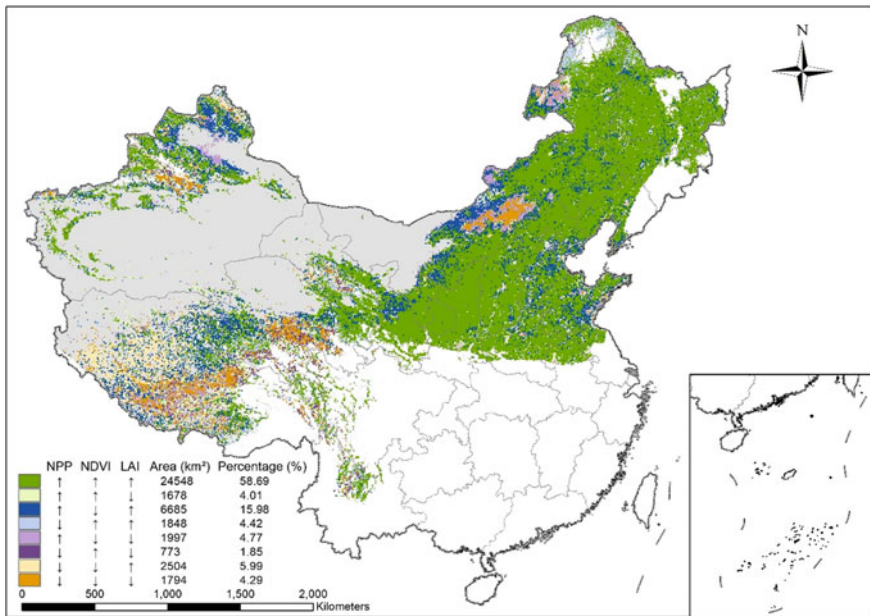 N
NPP NDVI LAI Area (km²) Percentage (%)
↑ ↑ ↑ 24548 58.69
↑ ↑ ↓ 1678 4.01
↑ ↓ ↑ 6685 15.98
↓ ↑ ↑ 1848 4.42
↑ ↓ ↓ 1997 4.77
↓ ↑ ↓ 773 1.85
↓ ↓ ↑ 2504 5.99
↓ ↓ ↓ 1794 4.29
0 500 1,000 1,500 2,000
Kilometers